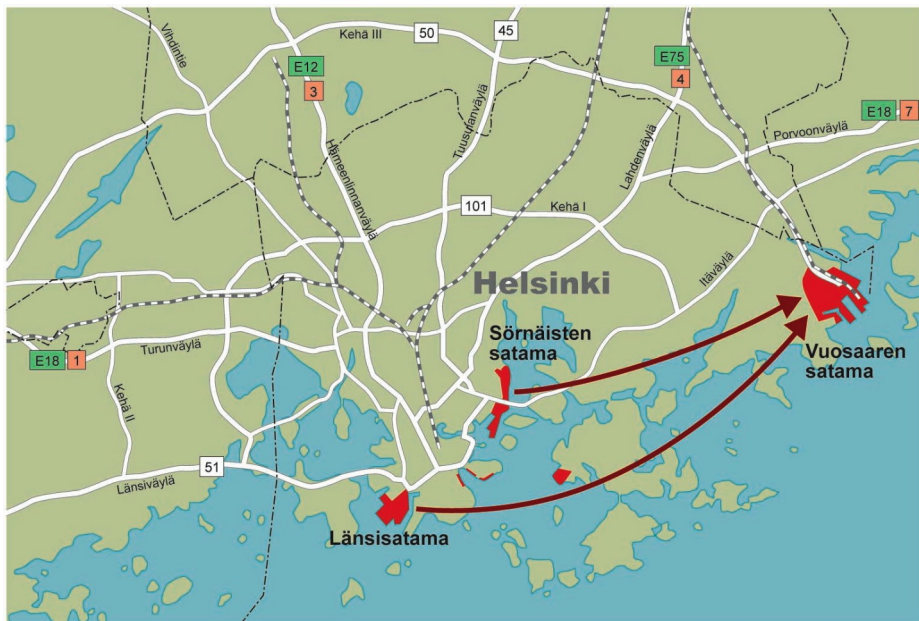 Vihdintie
Kehä III
50
45
E12
3
E75
4
E18
7
Porvoonväylä
Hämeenlinnanväylä
Tuusulanväylä
Lahdenväylä
101
Kehä I
Itäväylä
Helsinki
Sörnäisten
satama
Vuosaaren
satama
E18
1
Turunväylä
Kehä II
51
Länsiväylä
Länsisatama